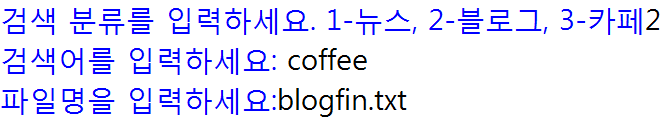 검색 분류를 입력하세요. 1-뉴스, 2-블로그, 3-카페2
검색어를 입력하세요: coffee
파일명을 입력하세요:blogfin.txt